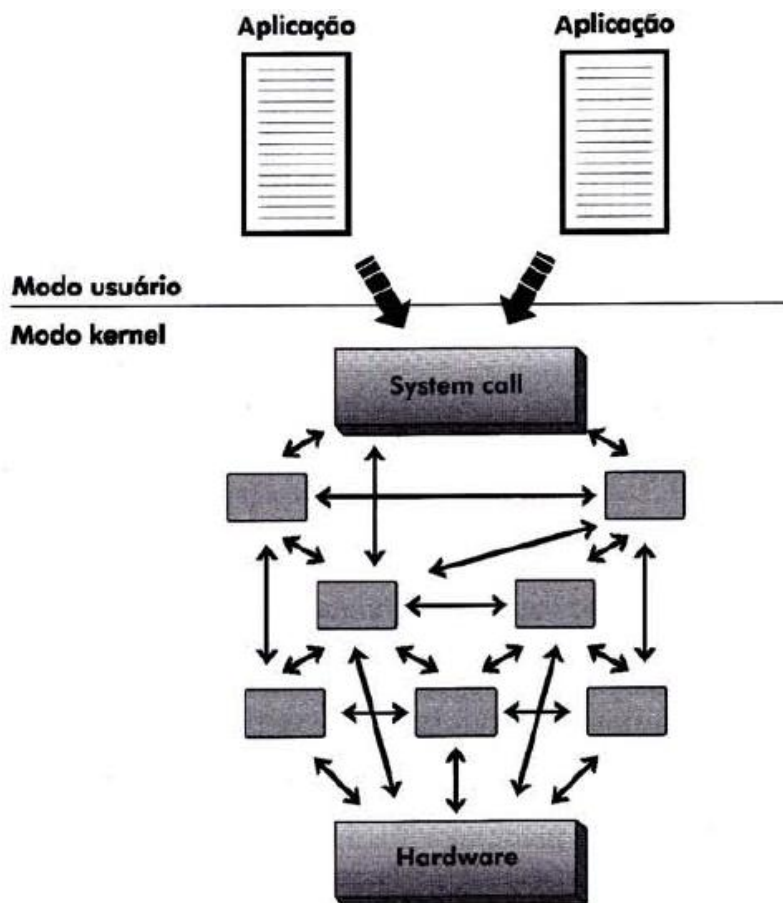 Aplicação
Aplicação
Modo usuário
Modo kernel
System call
Hardware